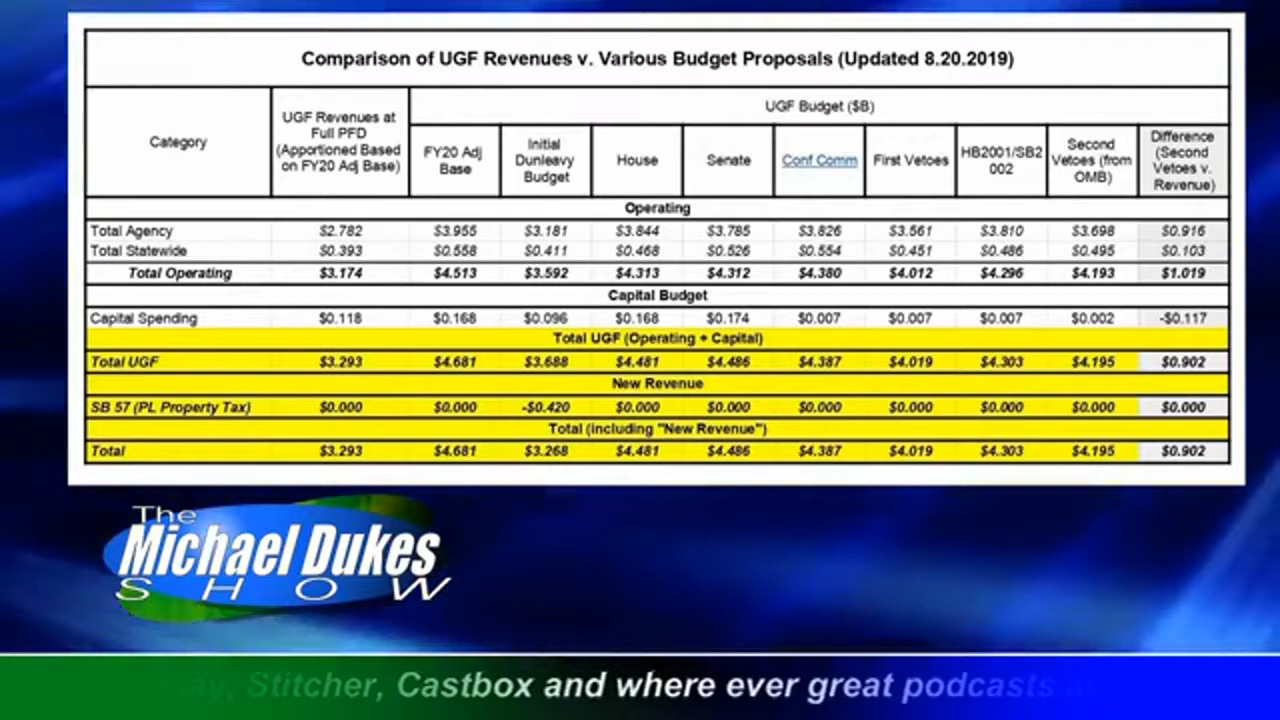 Comparison of UGF Revenues v. Various Budget Proposals (Updated 8.20.2019)
Category
UGF Revenues at
Full PFD
(Apportioned Based
on FY20 Adj Base)
UGF Budget ($B)
FY20 Adj
Base
Initial
Dunleavy
Budget
House
Senate
Conf Comm
First Vetoes
HB2001/SB2
002
Second
Vetoes (from
OMB)
Difference
(Second
Vetoes v.
Revenue)
Operating
Total Agency $2.782 $3.955 $3.181 $3.844 $3.785 $3.826 $3.561 $3.810 $3.698 $0.916
Total Statewide $0.393 $0.558 $0.411 $0.468 $0.526 $0.554 $0.451 $0.486 $0.495 $0.103
Total Operating $3.174 $4.513 $3.592 $4.313 $4.312 $4.380 $4.012 $4.296 $4.193 $1.019
Capital Budget
Capital Spending $0.118 $0.168 $0.096 $0.168 $0.174 $0.007 $0.007 $0.007 $0.002 -$0.117
Total UGF (Operating + Capital)
Total UGF $3.293 $4.681 $3.688 $4.481 $4.486 $4.387 $4.019 $4.303 $4.195 $0.902
New Revenue
SB 57 (PL Property Tax) $0.000 $0.000 -$0.420 $0.000 $0.000 $0.000 $0.000 $0.000 $0.000 $0.000
Total (including "New Revenue")
Total $3.293 $4.681 $3.268 $4.481 $4.486 $4.387 $4.019 $4.303 $4.195 $0.902
The
Michael Dukes
SHOW
Stitcher, Castbox and where ever great podcasts